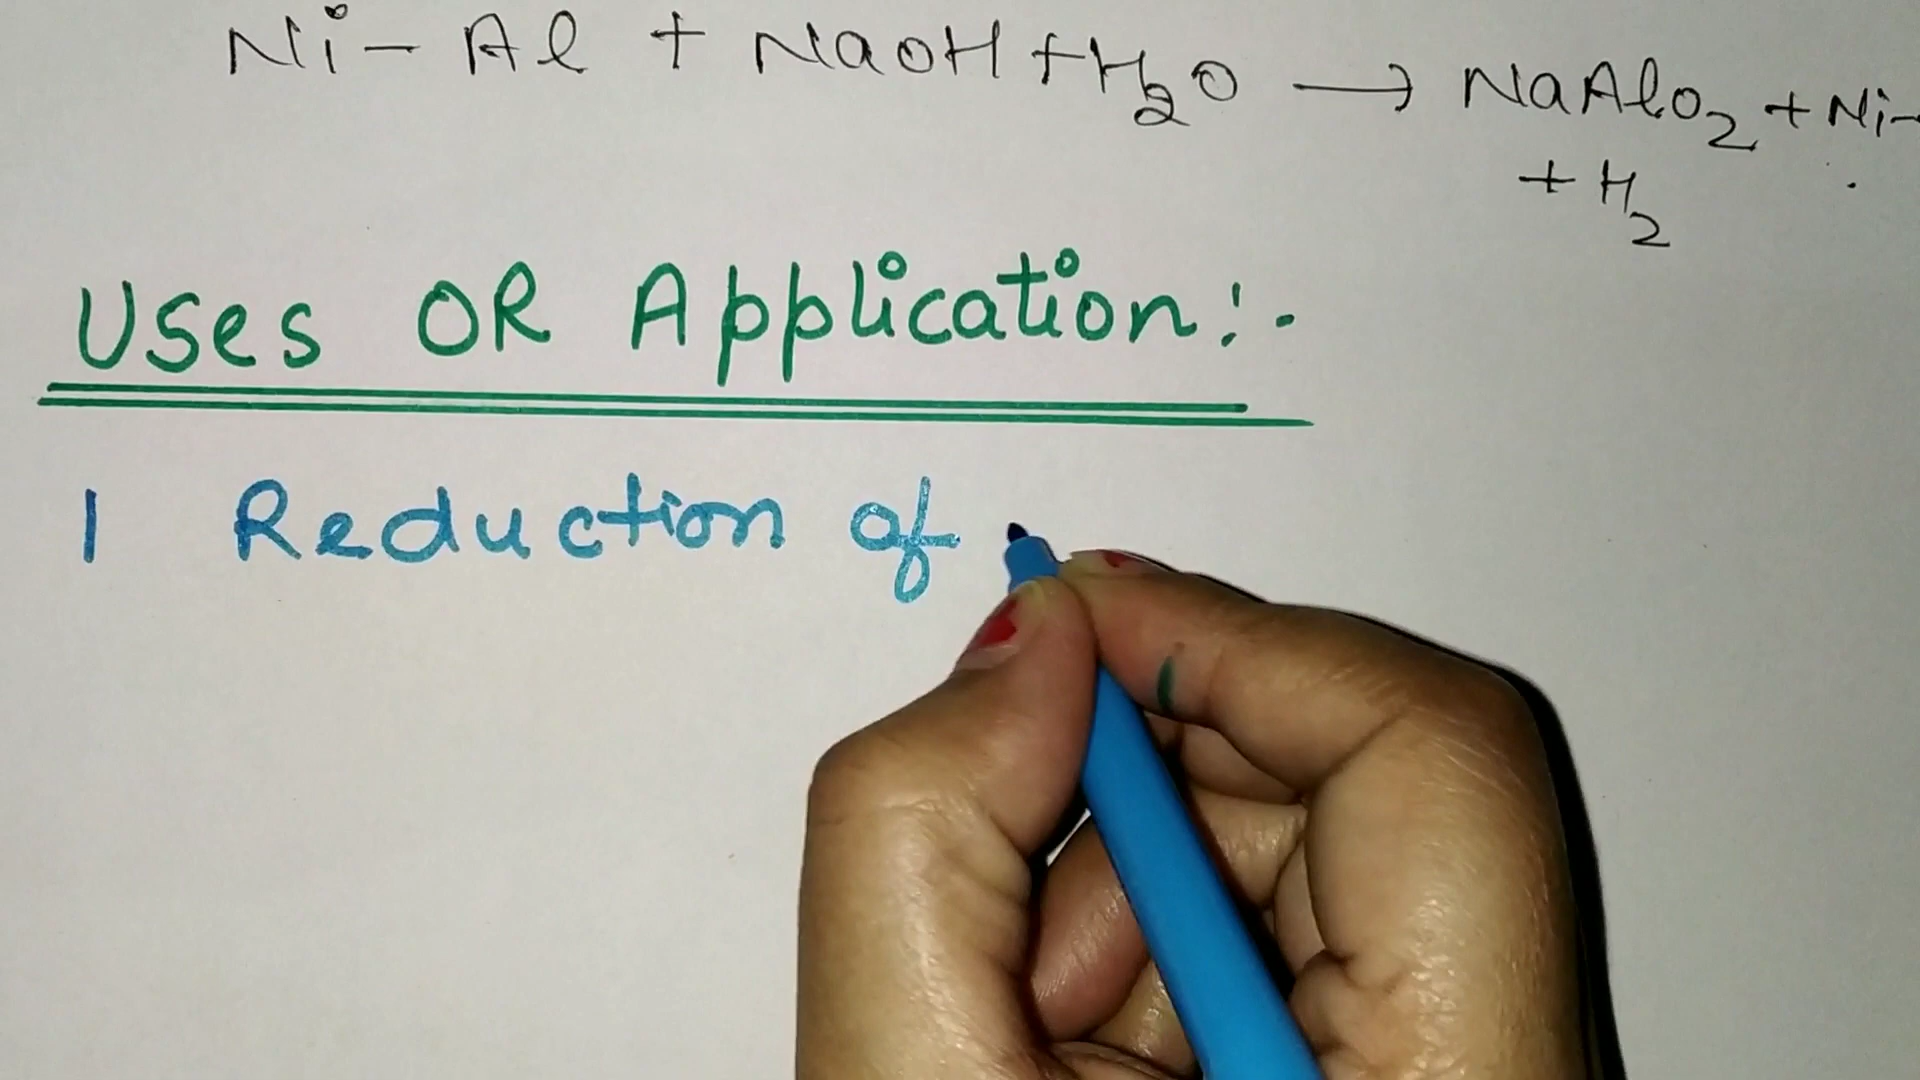 Ni - Al + NaOH + H2O → NaAlO2 + Ni-
+ H2
Uses OR Application :-
1 Reduction of